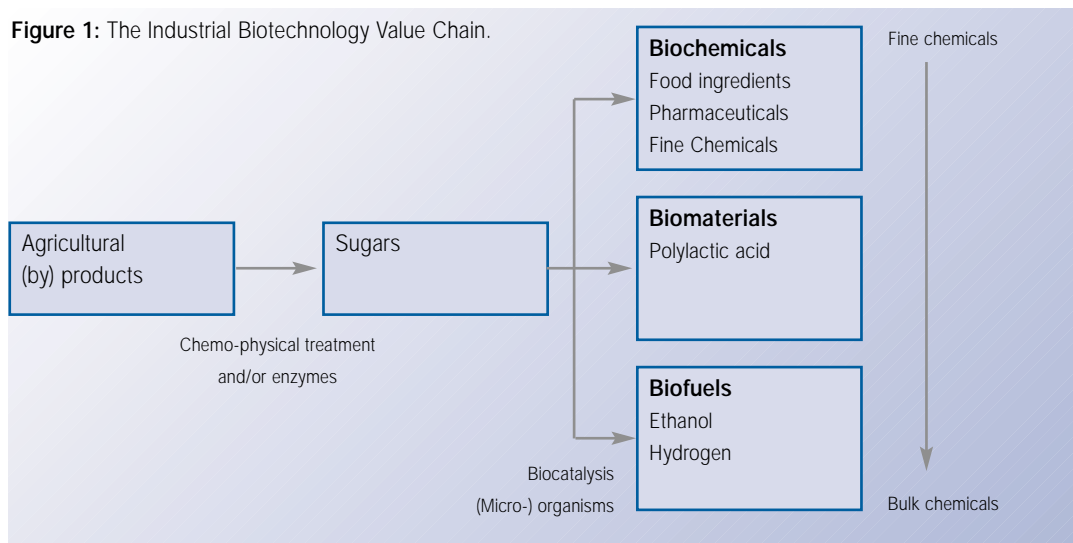 Figure 1: The Industrial Biotechnology Value Chain.
Agricultural
(by) products
Chemo-physical treatment
and/or enzymes
Sugars
Biocatalysis
(Micro-) organisms
Biochemicals
Food ingredients
Pharmaceuticals
Fine Chemicals
Biomaterials
Polylactic acid
Biofuels
Ethanol
Hydrogen
Fine chemicals
Bulk chemicals